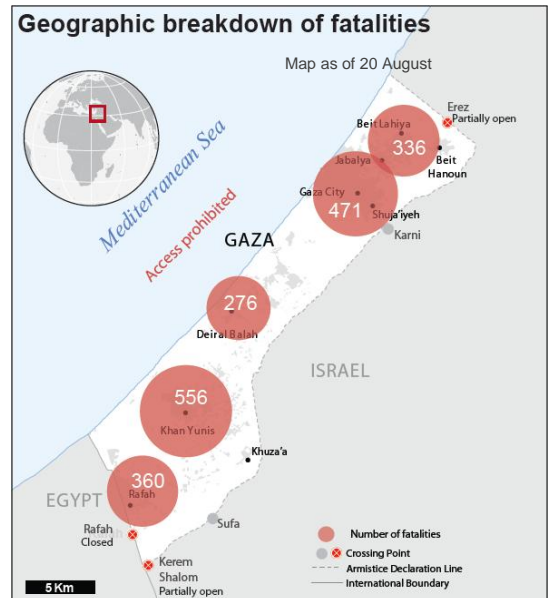 Geographic breakdown of fatalities
Map as of 20 August
Mediterranean Sea
Access prohibited
Erez
Partially open
Beit Lahiya
336
Jabalya
Beit
Hanoun
Gaza City
471
Shuja'iyeh
Karni
GAZA
276
Deiral Balah
ISRAEL
556
Khan Yunis
Khuza'a
360
Rafah
EGYPT
Rafah
Closed
Sufa
Kerem
Shalom
Partially open
Number of fatalities
Crossing Point
Armistice Declaration Line
International Boundary
5 Km